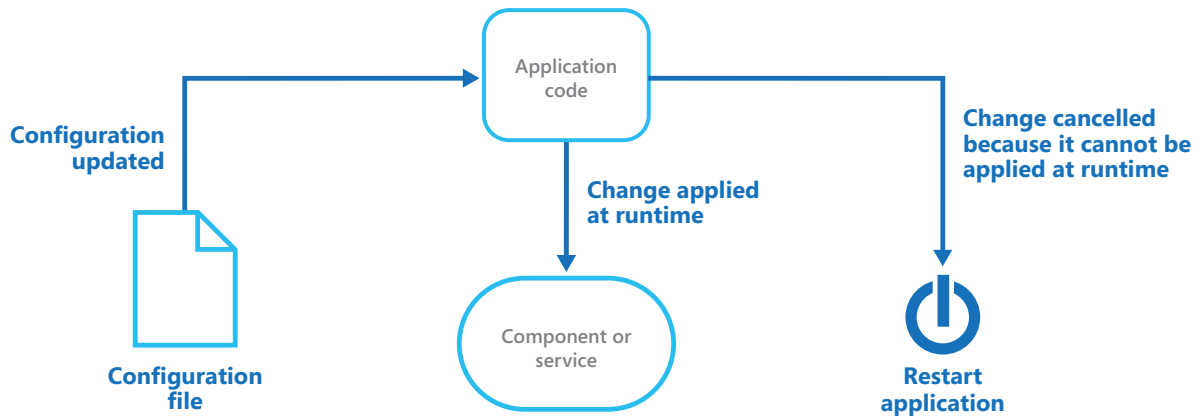 Application
code
Configuration
updated
Change cancelled
because it cannot be
applied at runtime
Change applied
at runtime
Component or
service
Configuration
file
Restart
application